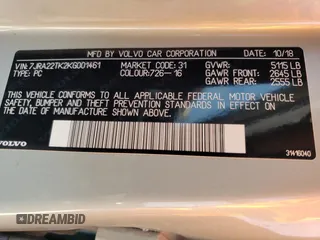 MFD. BY VOLVO CAR CORPORATION 10/18
VIN: 7JRA22TK2KG001461 MARKET CODE: 31 GVWR: 5115 LB
TYPE: PC COLOUR: 726-16 GAWR FRONT: 2645 LB
GAWR REAR: 2555 LB
THIS VEHICLE CONFORMS TO ALL APPLICABLE FEDERAL MOTOR VEHICLE
SAFETY, BUMPER AND THEFT PREVENTION STANDARDS IN EFFECT ON THE
DATE OF MANUFACTURE SHOWN ABOVE.
VOLVO 31416040
DREAMBID